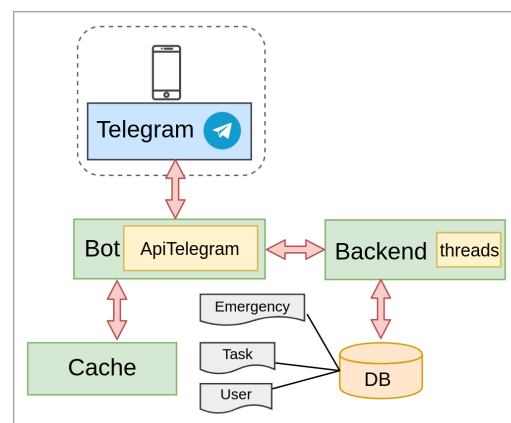 Telegram
Bot
ApiTelegram
Backend
threads
Emergency
Cache
Task
DB
User